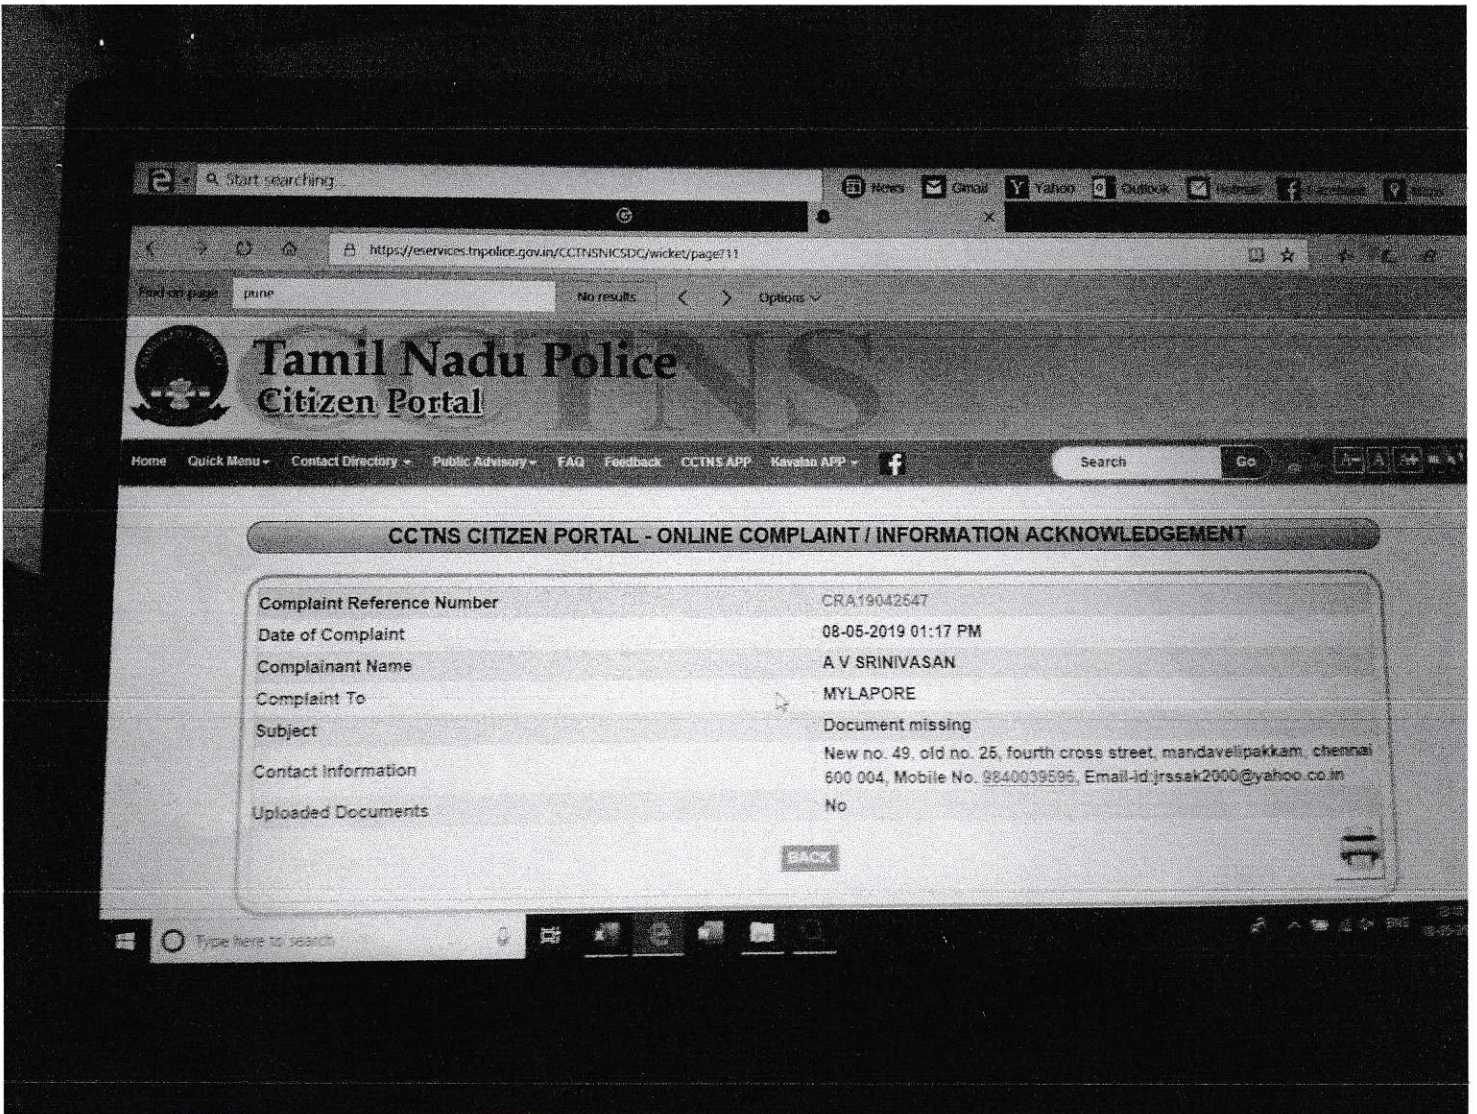 Start searching...
News Gmail Yahoo Outlook Hotmail Facebook Maps
https://eservices.tnpolice.gov.in/CCTNSNICSDC/wicket/page?11
Find on page pune No results Options
CCTNS
Tamil Nadu Police
Citizen Portal
Home Quick Menu Contact Directory Public Advisory FAQ Feedback CCTNS APP Kavalan APP Search Go A- A A+
CCTNS CITIZEN PORTAL - ONLINE COMPLAINT / INFORMATION ACKNOWLEDGEMENT
Complaint Reference Number CRA19042547
Date of Complaint 08-05-2019 01:17 PM
Complainant Name A V SRINIVASAN
Complaint To MYLAPORE
Subject Document missing
Contact Information New no. 49, old no. 25, fourth cross street, mandavelipakkam, chennai
600 004, Mobile No. 9840039596, Email-id:jrssak2000@yahoo.co.in
Uploaded Documents No
BACK
Type here to search ENG